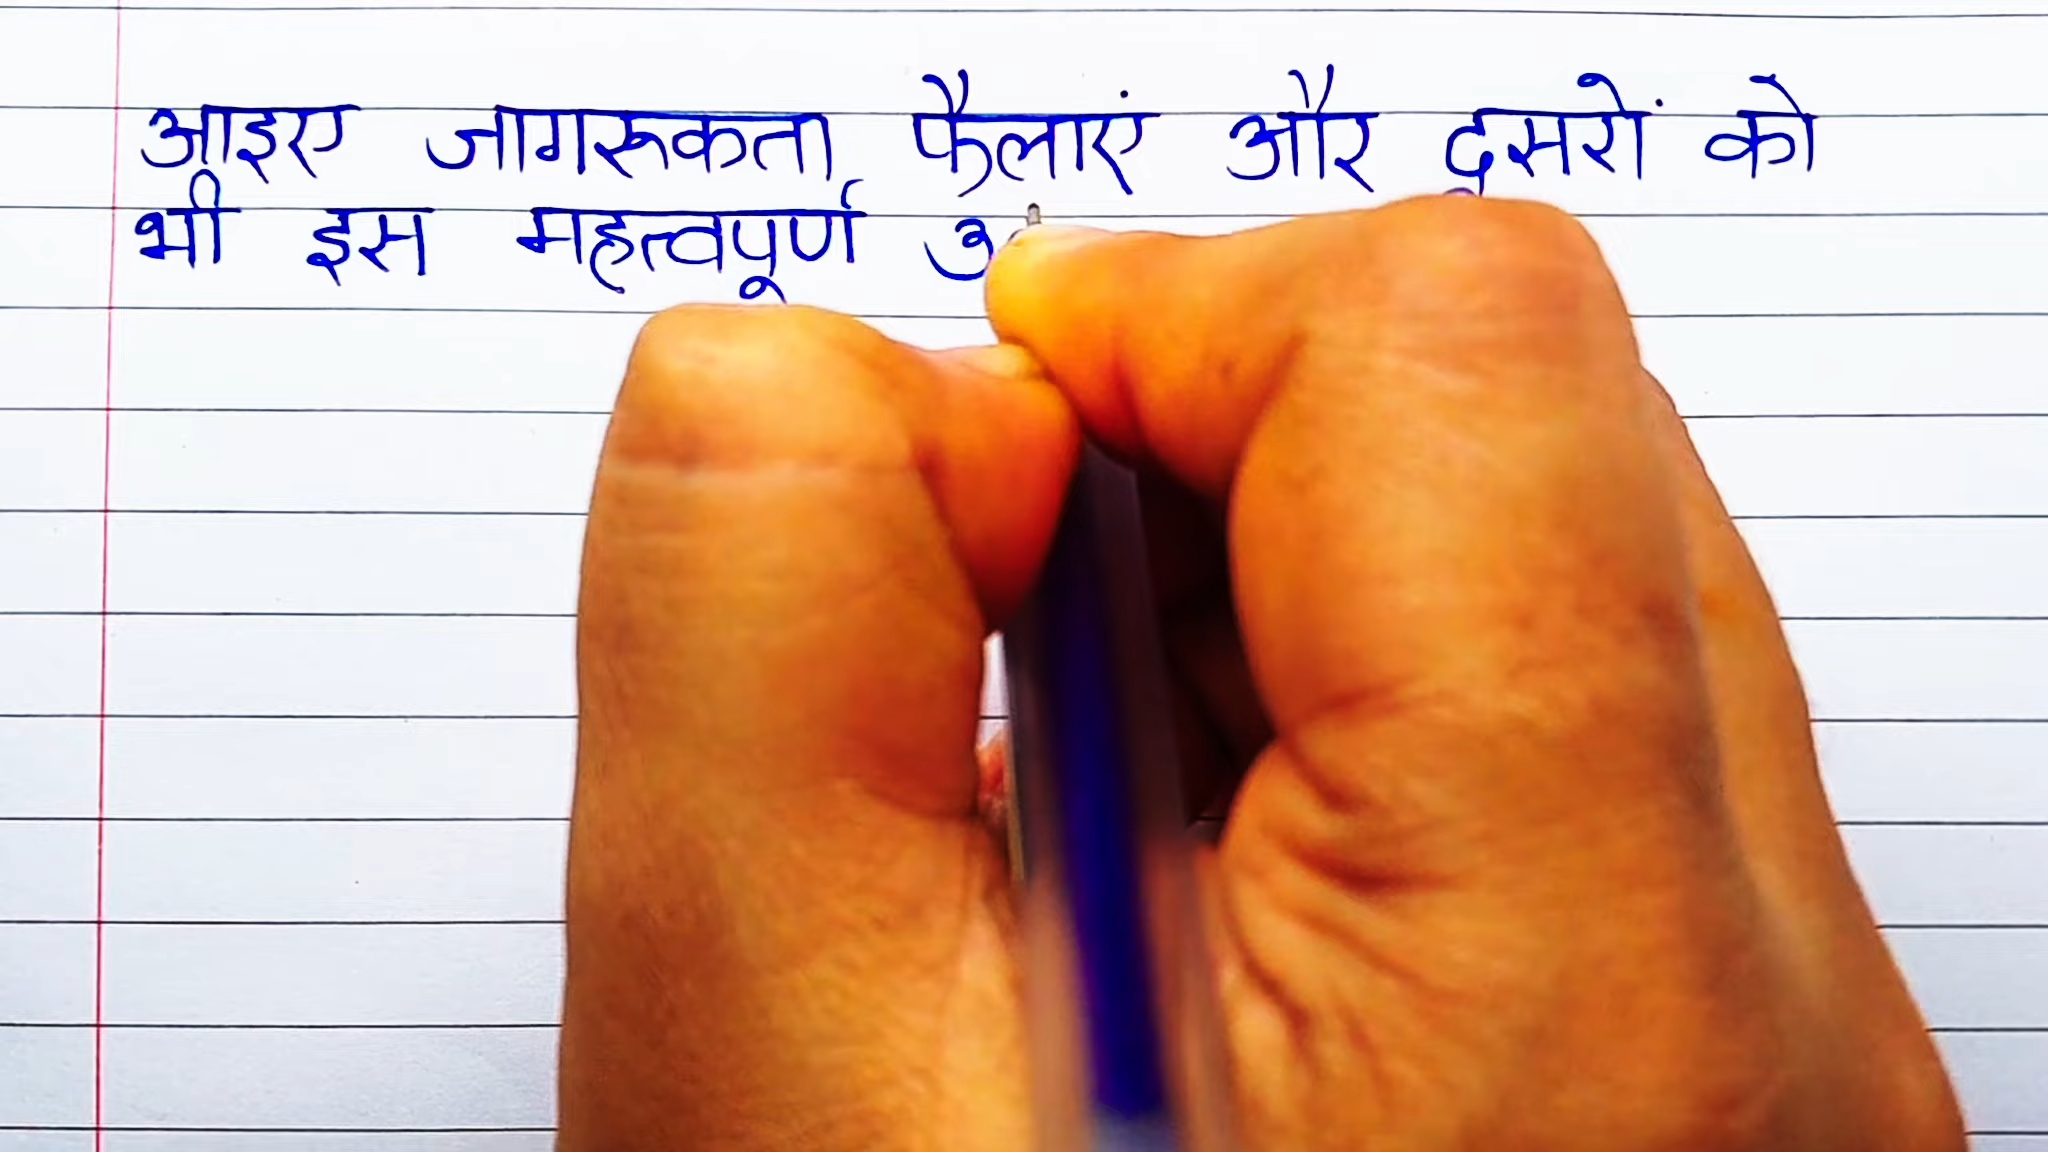 आइए जागरूकता फैलाएं और दूसरों को
भी इस महत्वपूर्ण